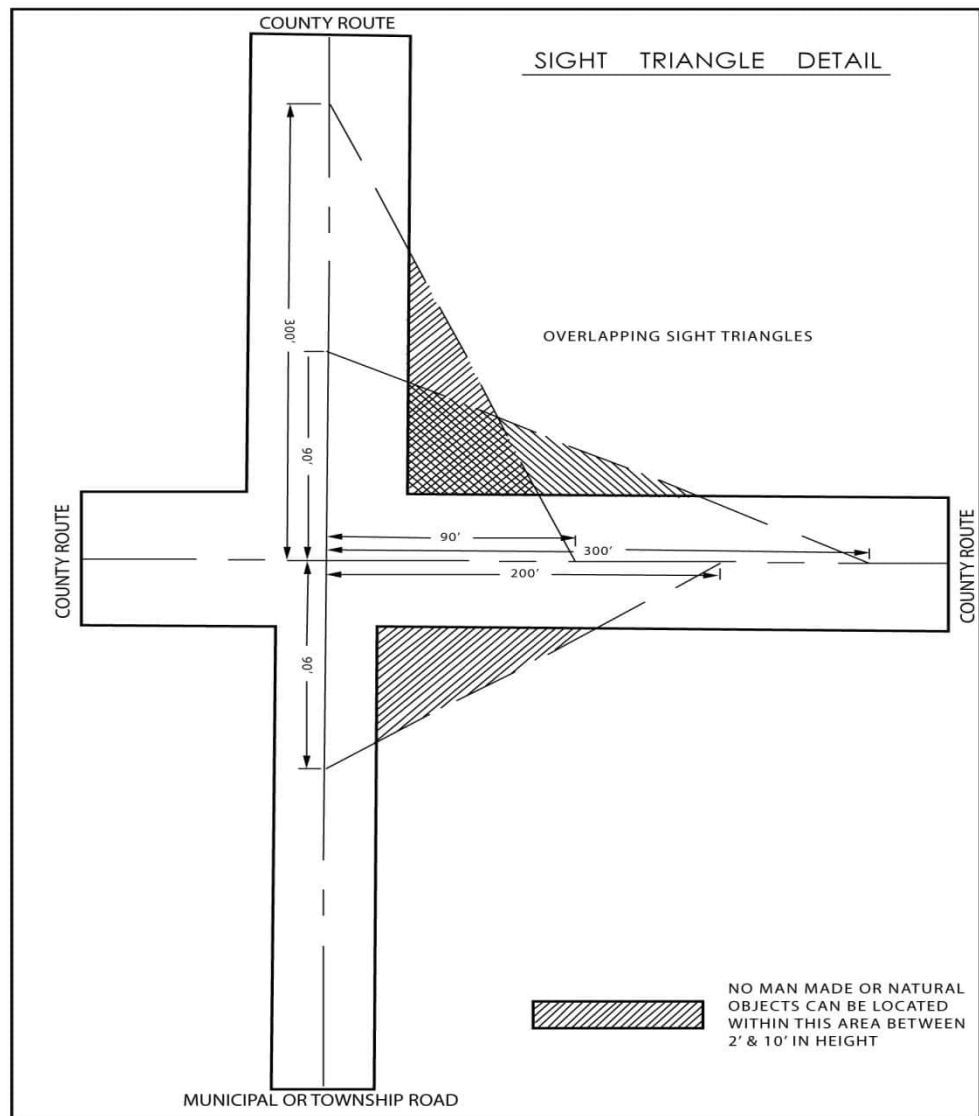 COUNTY ROUTE
SIGHT TRIANGLE DETAIL
300'
OVERLAPPING SIGHT TRIANGLES
90'
COUNTY ROUTE
90'
300'
200'
COUNTY ROUTE
90'
NO MAN MADE OR NATURAL
OBJECTS CAN BE LOCATED
WITHIN THIS AREA BETWEEN
2' & 10' IN HEIGHT
MUNICIPAL OR TOWNSHIP ROAD